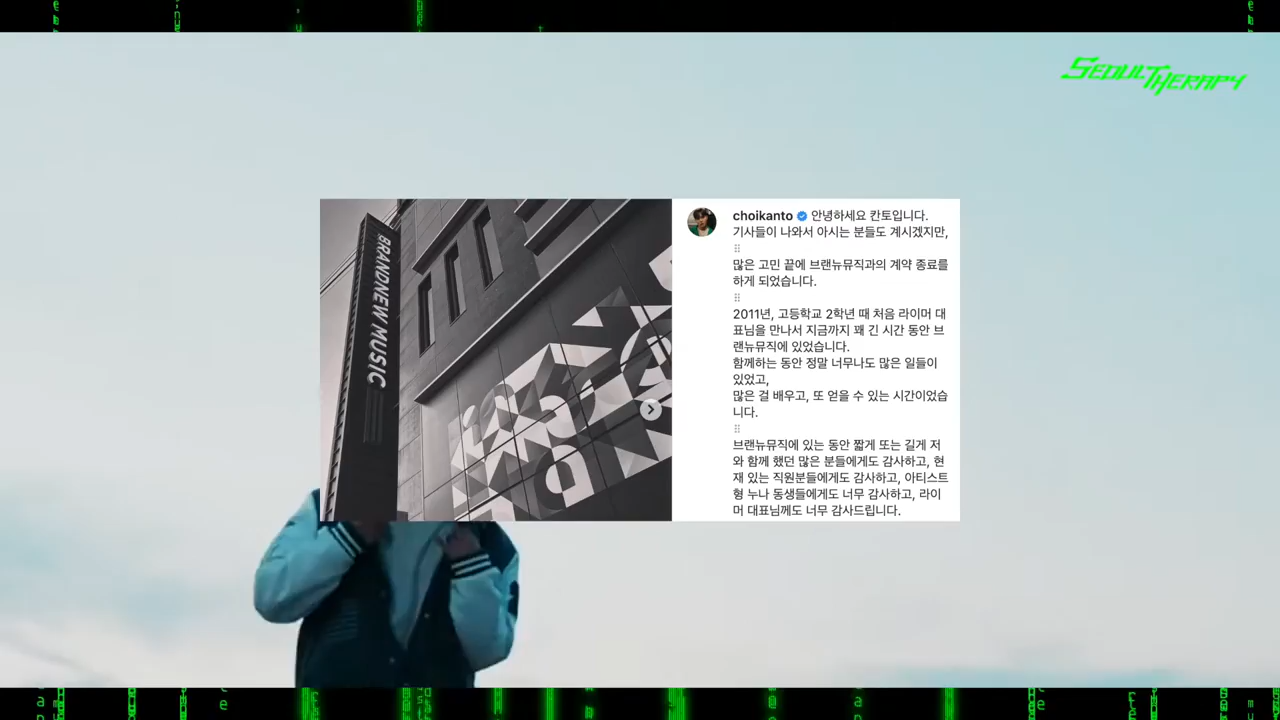 SEOULTHERAPY
BRANDNEW MUSIC
choikanto 안녕하세요 칸토입니다.
기사들이 나와서 아시는 분들도 계시겠지만,
많은 고민 끝에 브랜뉴뮤직과의 계약 종료를
하게 되었습니다.
2011년, 고등학교 2학년 때 처음 라이머 대
표님을 만나서 지금까지 꽤 긴 시간 동안 브
랜뉴뮤직에 있었습니다.
함께하는 동안 정말 너무나도 많은 일들이
있었고,
많은 걸 배우고, 또 얻을 수 있는 시간이었습
니다.
브랜뉴뮤직에 있는 동안 짧게 또는 길게 저
와 함께 했던 많은 분들에게도 감사하고, 현
재 있는 직원분들에게도 감사하고, 아티스트
형 누나 동생들에게도 너무 감사하고, 라이
머 대표님께도 너무 감사드립니다.